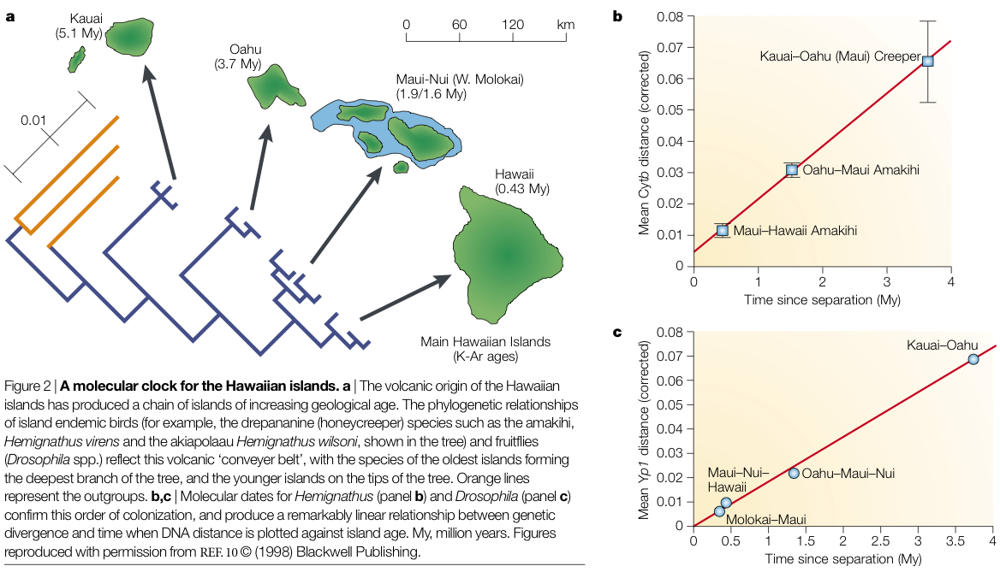 a
Kauai
(5.1 My)
0 60 120 km
Oahu
(3.7 My)
Maui-Nui (W. Molokai)
(1.9/1.6 My)
0.01
Hawaii
(0.43 My)
Main Hawaiian Islands
(K-Ar ages)
Figure 2 | A molecular clock for the Hawaiian islands. a | The volcanic origin of the Hawaiian
islands has produced a chain of islands of increasing geological age. The phylogenetic relationships
of island endemic birds (for example, the drepananine (honeycreeper) species such as the amakihi,
Hemignathus virens and the akiapolaau Hemignathus wilsoni, shown in the tree) and fruitflies
(Drosophila spp.) reflect this volcanic ‘conveyer belt’, with the species of the oldest islands forming
the deepest branch of the tree, and the younger islands on the tips of the tree. Orange lines
represent the outgroups. b,c | Molecular dates for Hemignathus (panel b) and Drosophila (panel c)
confirm this order of colonization, and produce a remarkably linear relationship between genetic
divergence and time when DNA distance is plotted against island age. My, million years. Figures
reproduced with permission from REF. 10 © (1998) Blackwell Publishing.
b
Mean Cytb distance (corrected)
0.08
0.07
0.06
0.05
0.04
0.03
0.02
0.01
0
Kauai–Oahu (Maui) Creeper
Oahu–Maui Amakihi
Maui–Hawaii Amakihi
0 1 2 3 4
Time since separation (My)
c
Mean Yp1 distance (corrected)
0.08
0.07
0.06
0.05
0.04
0.03
0.02
0.01
0
Kauai–Oahu
Maui–Nui–
Hawaii
Oahu–Maui–Nui
Molokai–Maui
0 0.5 1 1.5 2 2.5 3 3.5 4
Time since separation (My)